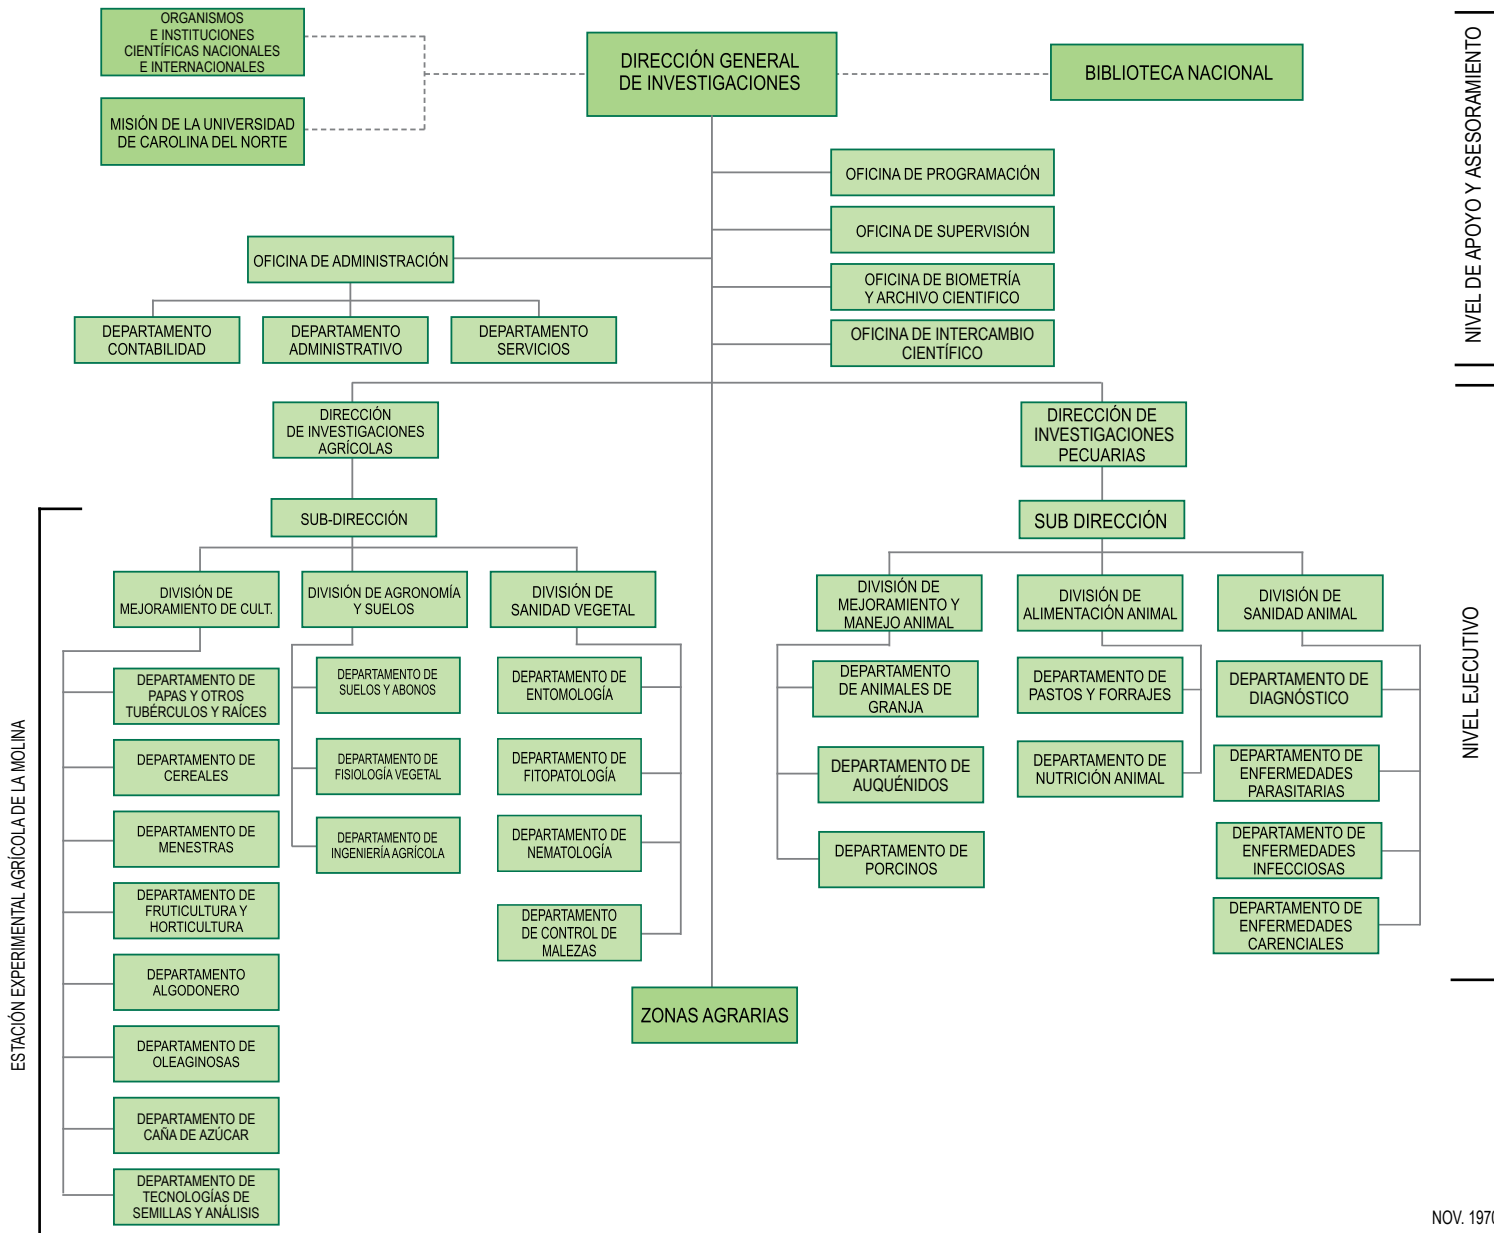 ORGANISMOS
E INSTITUCIONES
CIENTÍFICAS NACIONALES
E INTERNACIONALES
MISIÓN DE LA UNIVERSIDAD
DE CAROLINA DEL NORTE
DIRECCIÓN GENERAL
DE INVESTIGACIONES
BIBLIOTECA NACIONAL
NIVEL DE APOYO Y ASESORAMIENTO
OFICINA DE PROGRAMACIÓN
OFICINA DE SUPERVISIÓN
OFICINA DE BIOMETRÍA
Y ARCHIVO CIENTIFICO
OFICINA DE INTERCAMBIO
CIENTÍFICO
OFICINA DE ADMINISTRACIÓN
DEPARTAMENTO
CONTABILIDAD
DEPARTAMENTO
ADMINISTRATIVO
DEPARTAMENTO
SERVICIOS
DIRECCIÓN
DE INVESTIGACIONES
AGRÍCOLAS
DIRECCIÓN DE
INVESTIGACIONES
PECUARIAS
SUB-DIRECCIÓN
SUB DIRECCIÓN
ESTACIÓN EXPERIMENTAL AGRÍCOLA DE LA MOLINA
NIVEL EJECUTIVO
DIVISIÓN DE
MEJORAMIENTO DE CULT.
DEPARTAMENTO DE
PAPAS Y OTROS
TUBÉRCULOS Y RAÍCES
DEPARTAMENTO DE
CEREALES
DEPARTAMENTO DE
MENESTRAS
DEPARTAMENTO DE
FRUTICULTURA Y
HORTICULTURA
DEPARTAMENTO
ALGODONERO
DEPARTAMENTO DE
OLEAGINOSAS
DEPARTAMENTO DE
CAÑA DE AZÚCAR
DEPARTAMENTO DE
TECNOLOGÍAS DE
SEMILLAS Y ANÁLISIS
DIVISIÓN DE AGRONOMÍA
Y SUELOS
DEPARTAMENTO DE
SUELOS Y ABONOS
DEPARTAMENTO DE
FISIOLOGÍA VEGETAL
DEPARTAMENTO DE
INGENIERÍA AGRÍCOLA
DIVISIÓN DE
SANIDAD VEGETAL
DEPARTAMENTO DE
ENTOMOLOGÍA
DEPARTAMENTO DE
FITOPATOLOGÍA
DEPARTAMENTO DE
NEMATOLOGÍA
DEPARTAMENTO
DE CONTROL DE
MALEZAS
DIVISIÓN DE
MEJORAMIENTO Y
MANEJO ANIMAL
DEPARTAMENTO
DE ANIMALES DE
GRANJA
DEPARTAMENTO DE
AUQUÉNIDOS
DEPARTAMENTO DE
PORCINOS
DIVISIÓN DE
ALIMENTACIÓN ANIMAL
DEPARTAMENTO DE
PASTOS Y FORRAJES
DEPARTAMENTO DE
NUTRICIÓN ANIMAL
DIVISIÓN DE
SANIDAD ANIMAL
DEPARTAMENTO DE
DIAGNÓSTICO
DEPARTAMENTO DE
ENFERMEDADES
PARASITARIAS
DEPARTAMENTO DE
ENFERMEDADES
INFECCIOSAS
DEPARTAMENTO DE
ENFERMEDADES
CARENCIALES
ZONAS AGRARIAS
NOV. 1970